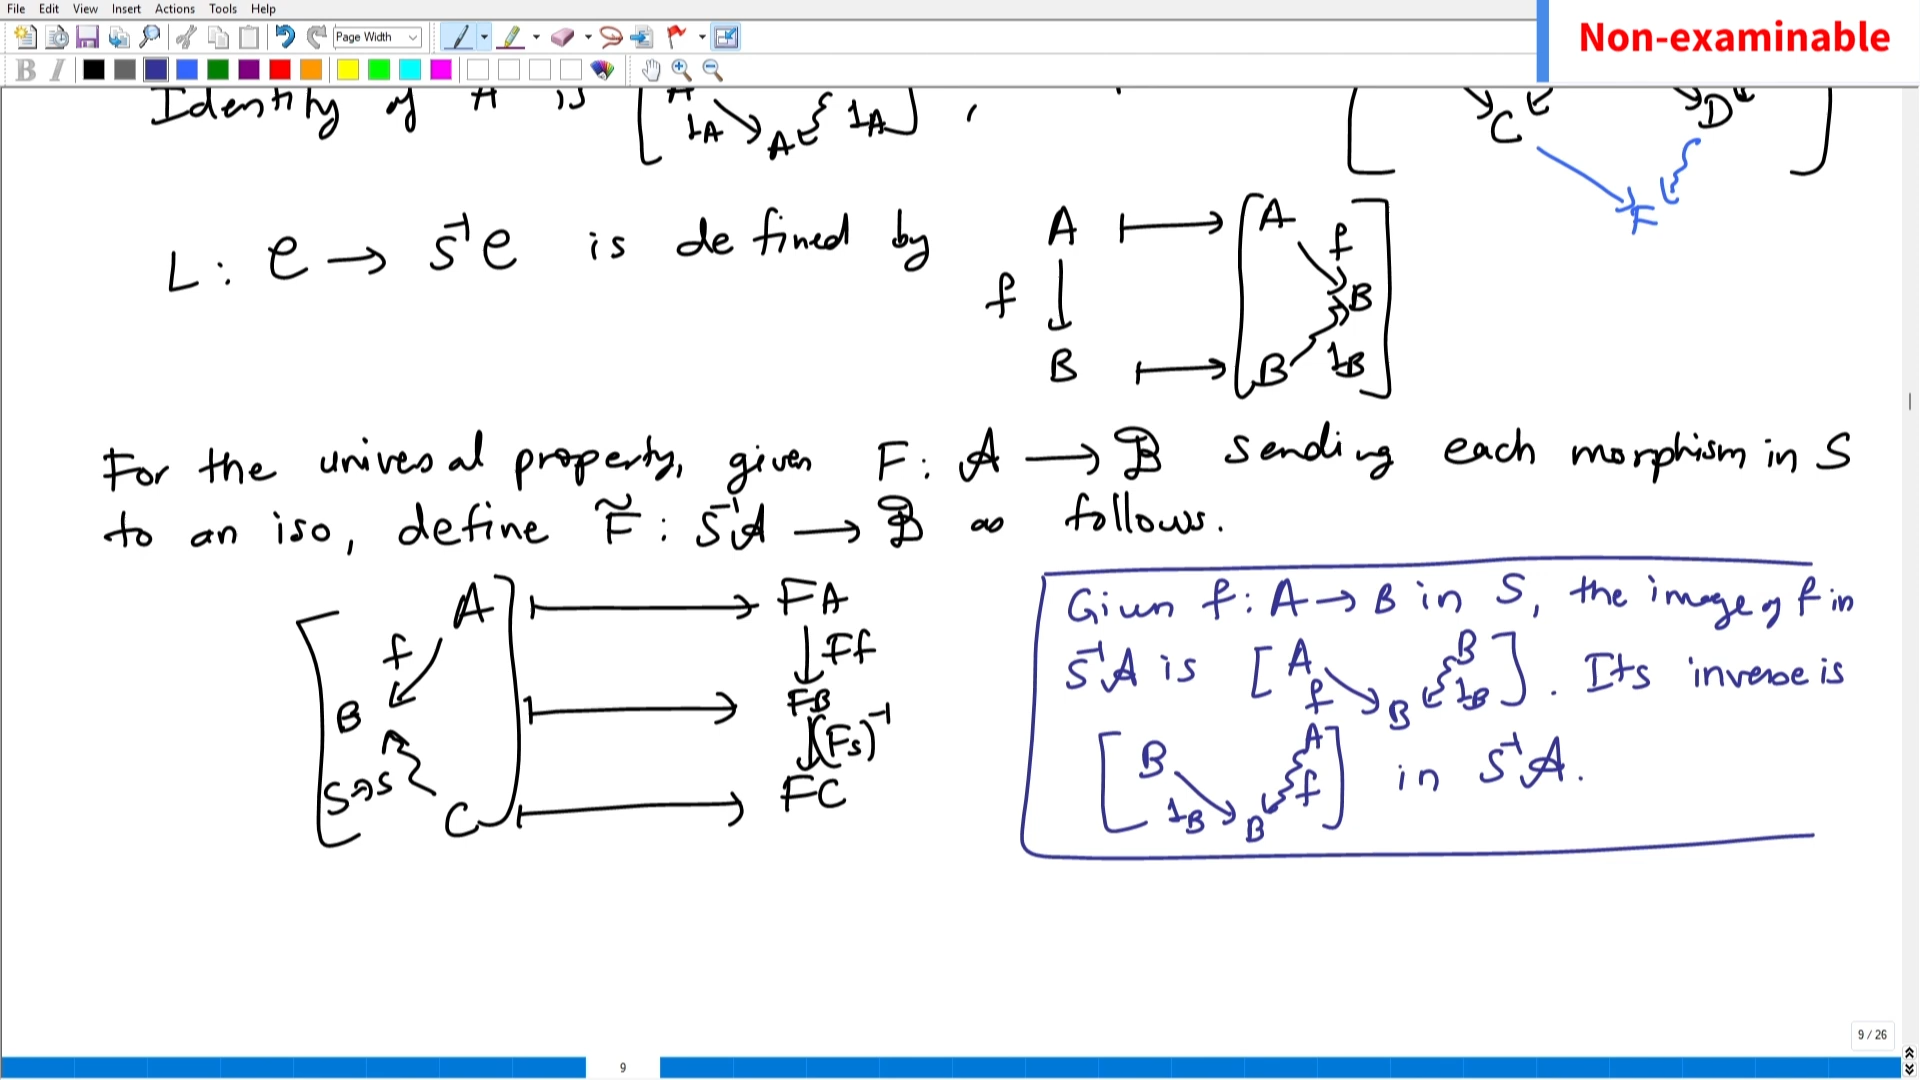 File Edit View Insert Actions Tools Help
Page Width
Non-examinable
Identity of A is [A 1A A 1A],
C D
F
L : C → S⁻¹C is defined by
A ↦ [A f B
f
B ↦ B 1B]
For the univesal property, given F : A → B sending each morphism in S
to an iso, define F̃ : S⁻¹A → B as follows.
A ↦ FA
f Ff
B ↦ FB
S∋s (Fs)⁻¹
C ↦ FC
Given f : A → B in S, the image of f in
S⁻¹A is [A f B 1B B]. Its inverse is
[B 1B B f A] in S⁻¹A.
9 / 26
9